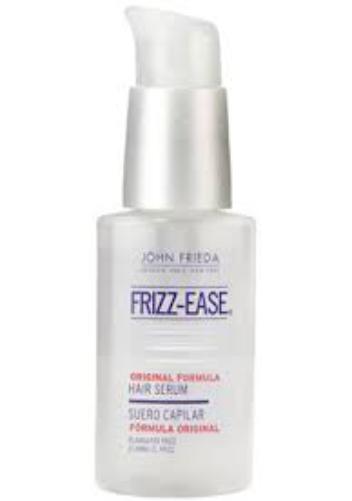 JOHN FRIEDA
FRIZZ-EASE
ORIGINAL FORMULA
HAIR SERUM
SUERO CAPILAR
FÓRMULA ORIGINAL